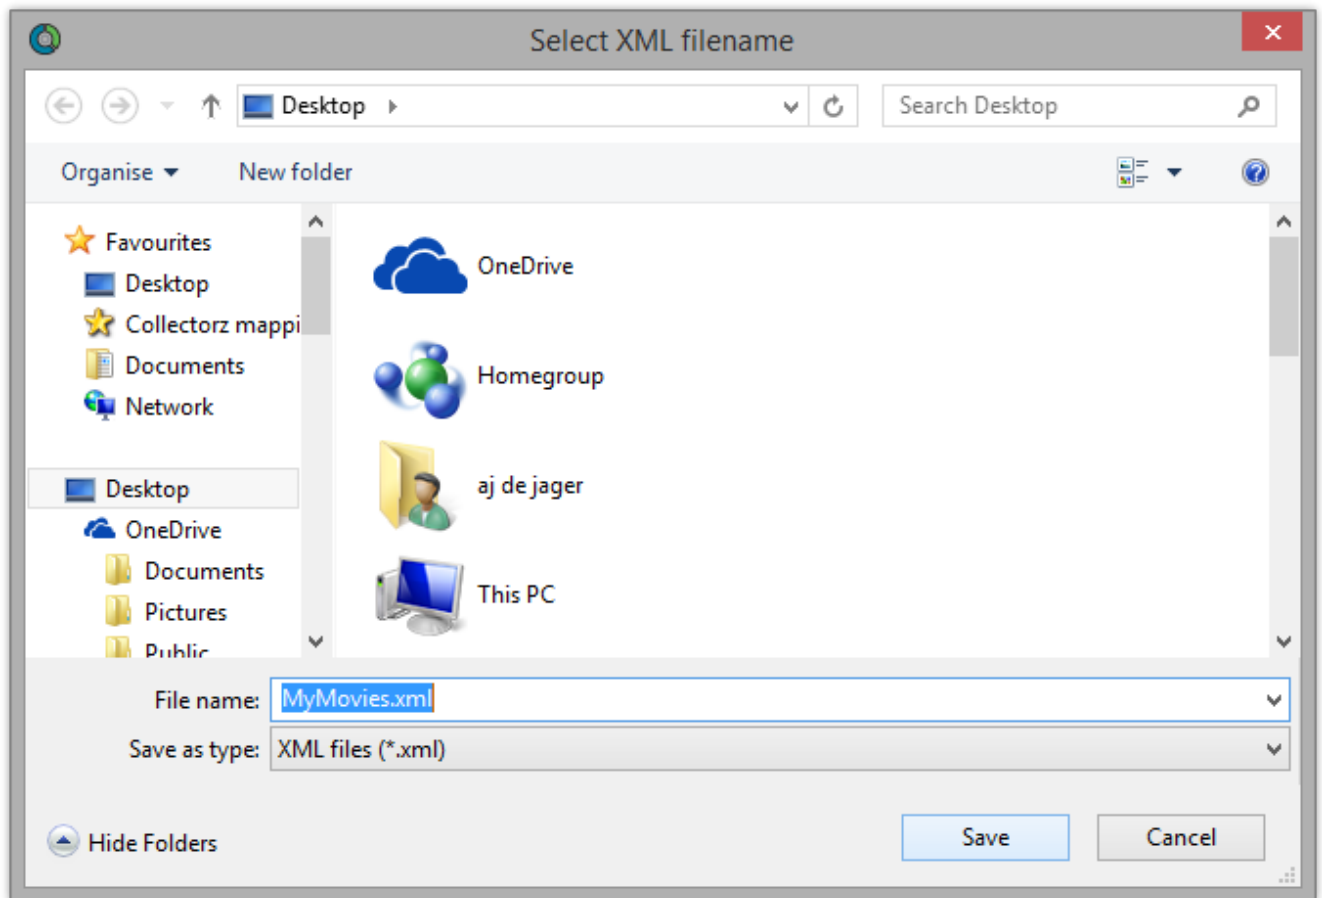 Select XML filename
Desktop
Search Desktop
Organise
New folder
Favourites
Desktop
Collectorz mappi
Documents
Network
Desktop
OneDrive
Documents
Pictures
Public
OneDrive
Homegroup
aj de jager
This PC
File name: MyMovies.xml
Save as type: XML files (*.xml)
Hide Folders
Save
Cancel